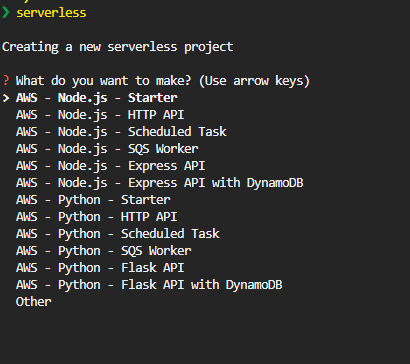 ❯ serverless
Creating a new serverless project
? What do you want to make? (Use arrow keys)
❯ AWS - Node.js - Starter
AWS - Node.js - HTTP API
AWS - Node.js - Scheduled Task
AWS - Node.js - SQS Worker
AWS - Node.js - Express API
AWS - Node.js - Express API with DynamoDB
AWS - Python - Starter
AWS - Python - HTTP API
AWS - Python - Scheduled Task
AWS - Python - SQS Worker
AWS - Python - Flask API
AWS - Python - Flask API with DynamoDB
Other